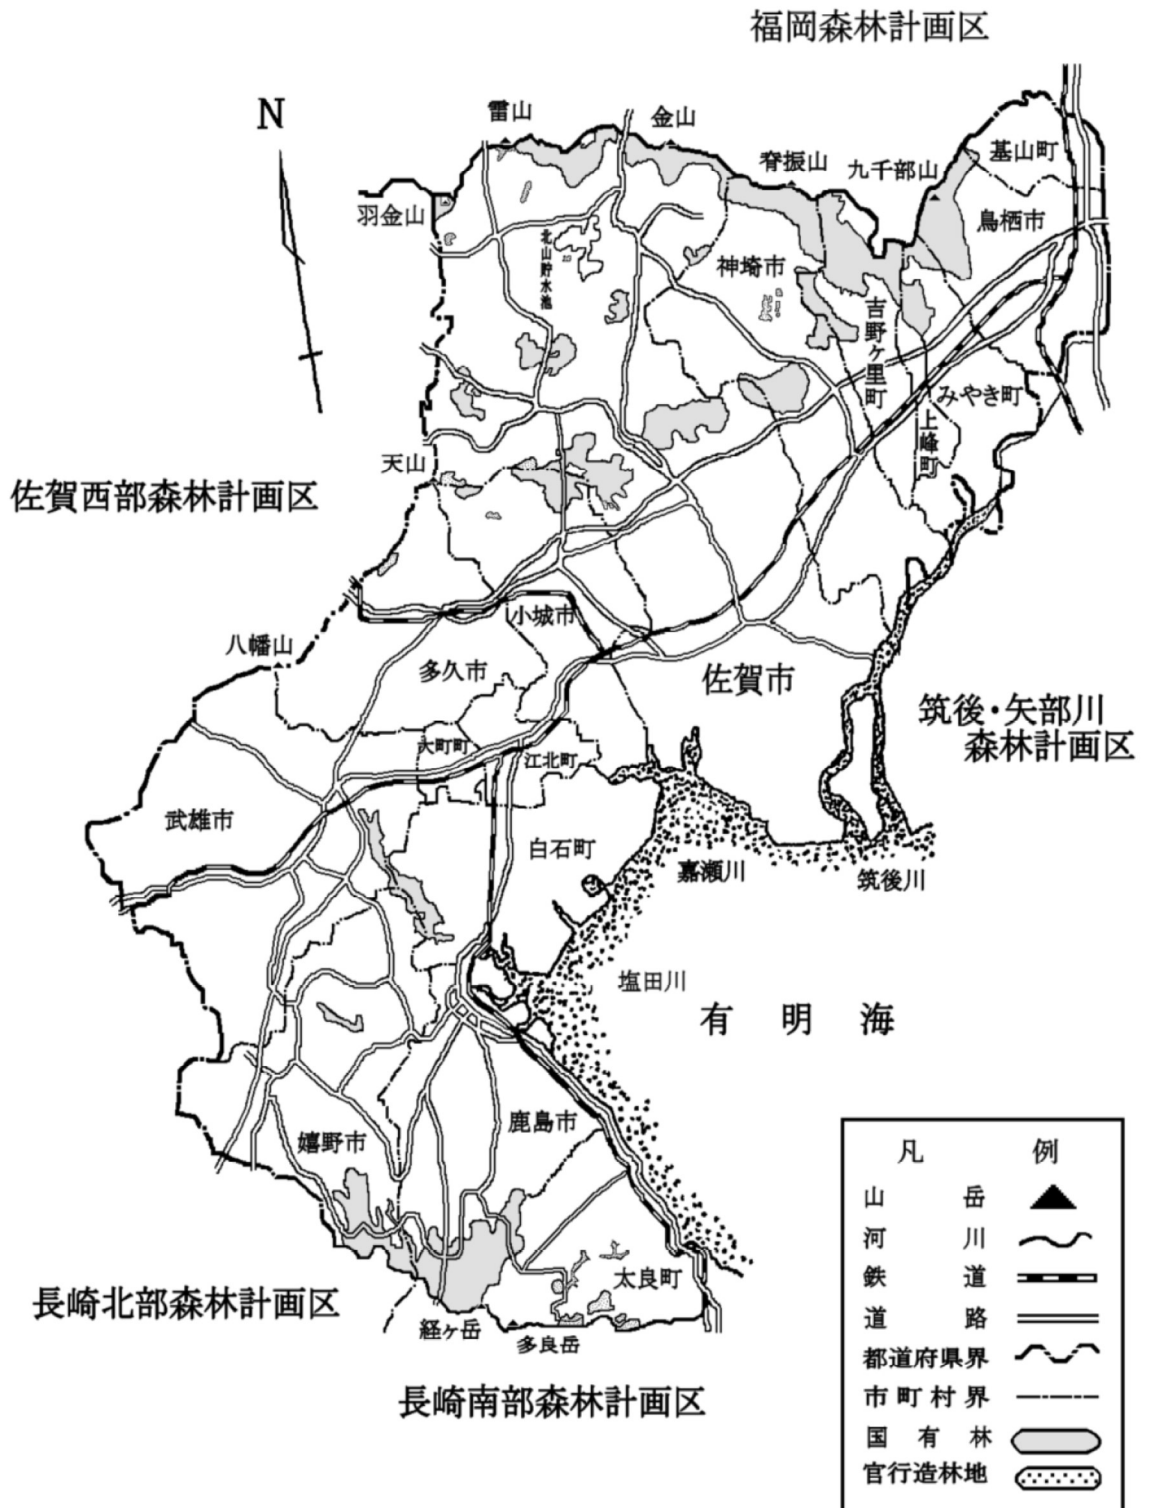 福岡森林計画区
N
雷山
金山
脊振山
九千部山
基山町
羽金山
鳥栖市
北山貯水池
神埼市
吉野ヶ里町
みやき町
上峰町
天山
佐賀西部森林計画区
小城市
八幡山
多久市
佐賀市
筑後・矢部川
森林計画区
大町町
江北町
武雄市
白石町
嘉瀬川
筑後川
塩田川
有明海
鹿島市
嬉野市
太良町
長崎北部森林計画区
経ヶ岳
多良岳
長崎南部森林計画区
凡例
山岳
河川
鉄道
道路
都道府県界
市町村界
国有林
官行造林地